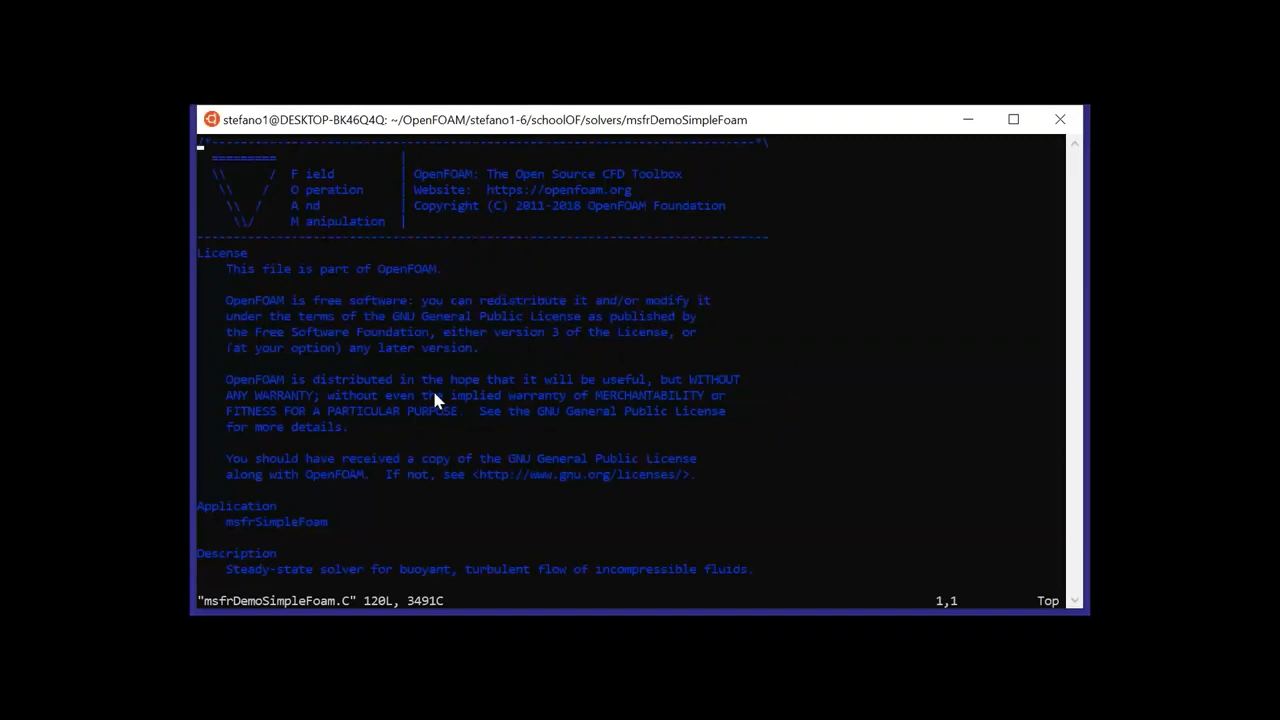 stefano1@DESKTOP-BK46Q4Q: ~/OpenFOAM/stefano1-6/schoolOF/solvers/msfrDemoSimpleFoam
/*---------------------------------------------------------------------------*\
  =========                 |
  \\      /  F ield         | OpenFOAM: The Open Source CFD Toolbox
   \\    /   O peration     | Website:  https://openfoam.org
    \\  /    A nd           | Copyright (C) 2011-2018 OpenFOAM Foundation
     \\/     M anipulation  |
-------------------------------------------------------------------------------
License
    This file is part of OpenFOAM.
    OpenFOAM is free software: you can redistribute it and/or modify it
    under the terms of the GNU General Public License as published by
    the Free Software Foundation, either version 3 of the License, or
    (at your option) any later version.
    OpenFOAM is distributed in the hope that it will be useful, but WITHOUT
    ANY WARRANTY; without even the implied warranty of MERCHANTABILITY or
    FITNESS FOR A PARTICULAR PURPOSE.  See the GNU General Public License
    for more details.
    You should have received a copy of the GNU General Public License
    along with OpenFOAM.  If not, see <http://www.gnu.org/licenses/>.
Application
    msfrSimpleFoam
Description
    Steady-state solver for buoyant, turbulent flow of incompressible fluids.
"msfrDemoSimpleFoam.C" 120L, 3491C 1,1 Top